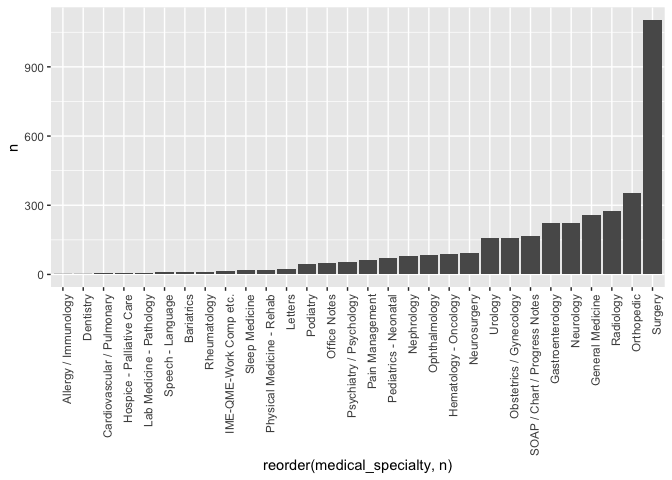 n
900
600
300
0
Allergy / Immunology
Dentistry
Cardiovascular / Pulmonary
Hospice - Palliative Care
Lab Medicine - Pathology
Speech - Language
Bariatrics
Rheumatology
IME-QME-Work Comp etc.
Sleep Medicine
Physical Medicine - Rehab
Letters
Podiatry
Office Notes
Psychiatry / Psychology
Pain Management
Pediatrics - Neonatal
Nephrology
Ophthalmology
Hematology - Oncology
Neurosurgery
Urology
Obstetrics / Gynecology
SOAP / Chart / Progress Notes
Gastroenterology
Neurology
General Medicine
Radiology
Orthopedic
Surgery
reorder(medical_specialty, n)